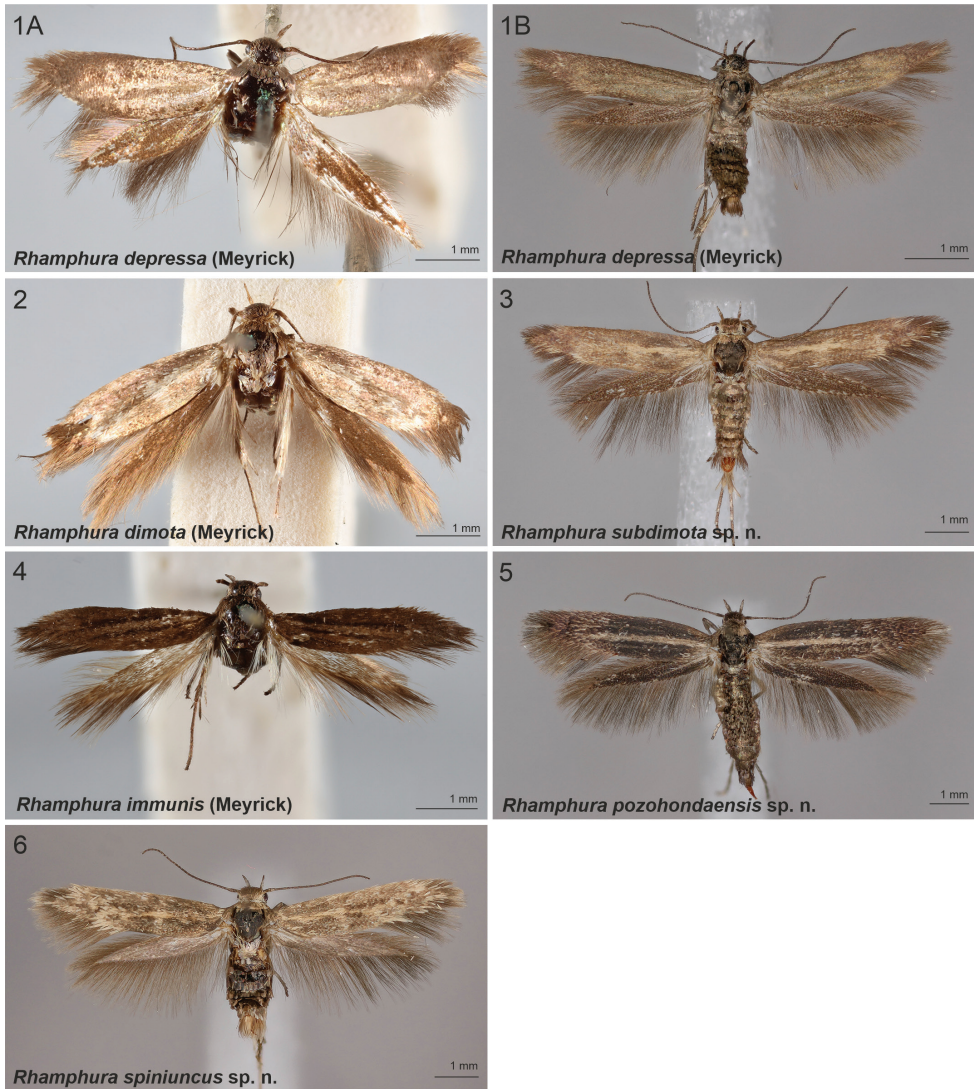 1A
Rhamphura depressa (Meyrick)
1 mm
1B
Rhamphura depressa (Meyrick)
1 mm
2
Rhamphura dimota (Meyrick)
1 mm
3
Rhamphura subdimota sp. n.
1 mm
4
Rhamphura immunis (Meyrick)
1 mm
5
Rhamphura pozohondaensis sp. n.
1 mm
6
Rhamphura spiniuncus sp. n.
1 mm